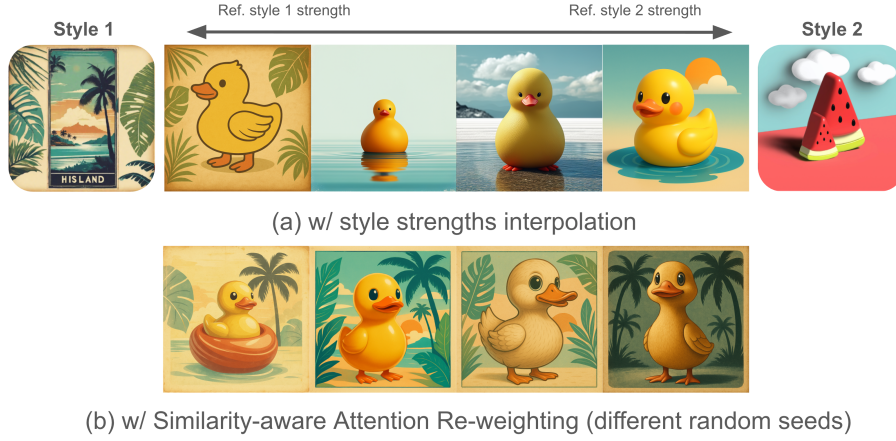 Ref. style 1 strength
Ref. style 2 strength
Style 1
Style 2
HISLAND
(a) w/ style strengths interpolation
(b) w/ Similarity-aware Attention Re-weighting (different random seeds)